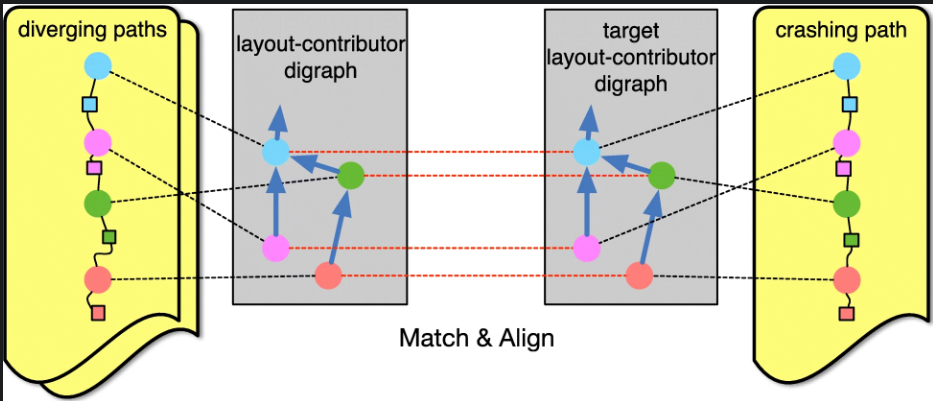 diverging paths
layout-contributor
digraph
target
layout-contributor
digraph
crashing path
Match & Align